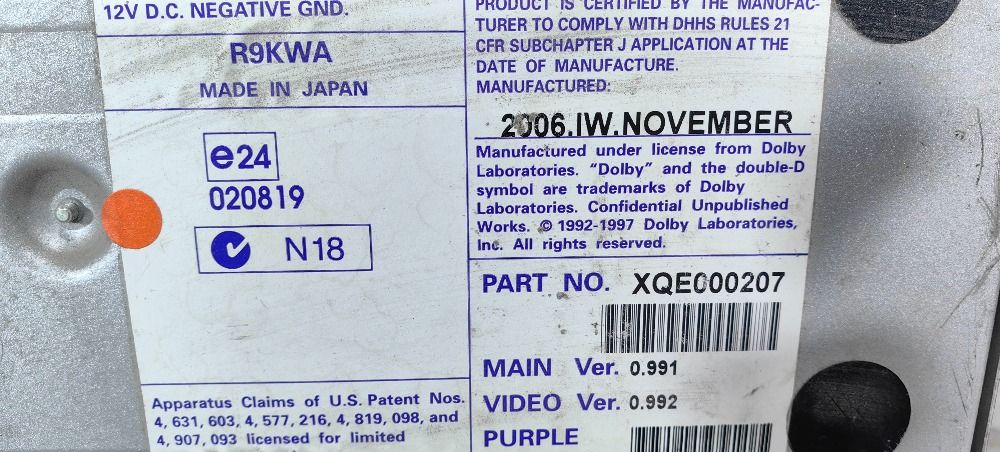 12V D.C. NEGATIVE GND.
R9KWA
MADE IN JAPAN
e24
020819
N18
Apparatus Claims of U.S. Patent Nos.
4, 631, 603, 4, 577, 216, 4, 819, 098, and
4, 907, 093 licensed for limited
PRODUCT IS CERTIFIED BY THE MANUFAC-
TURER TO COMPLY WITH DHHS RULES 21
CFR SUBCHAPTER J APPLICATION AT THE
DATE OF MANUFACTURE.
MANUFACTURED:
2006.IW.NOVEMBER
Manufactured under license from Dolby
Laboratories. “Dolby” and the double-D
symbol are trademarks of Dolby
Laboratories. Confidential Unpublished
Works. © 1992-1997 Dolby Laboratories,
Inc. All rights reserved.
PART NO. XQE000207
MAIN Ver. 0.991
VIDEO Ver. 0.992
PURPLE